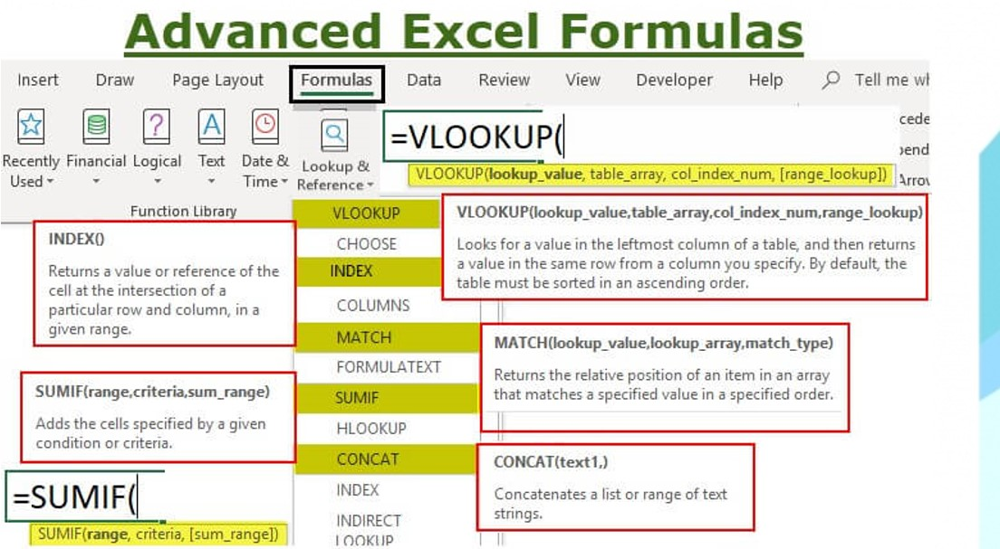 Advanced Excel Formulas
Insert Draw Page Layout Formulas Data Review View Developer Help Tell me
Recently Used
Financial
Logical
Text
Date & Time
Lookup & Reference
Function Library
=VLOOKUP(
VLOOKUP(lookup_value, table_array, col_index_num, [range_lookup])
VLOOKUP
CHOOSE
INDEX
COLUMNS
MATCH
FORMULATEXT
SUMIF
HLOOKUP
CONCAT
INDEX
INDIRECT
LOOKUP
VLOOKUP(lookup_value,table_array,col_index_num,range_lookup)
Looks for a value in the leftmost column of a table, and then returns
a value in the same row from a column you specify. By default, the
table must be sorted in an ascending order.
INDEX()
Returns a value or reference of the
cell at the intersection of a
particular row and column, in a
given range.
MATCH(lookup_value,lookup_array,match_type)
Returns the relative position of an item in an array
that matches a specified value in a specified order.
SUMIF(range,criteria,sum_range)
Adds the cells specified by a given
condition or criteria.
CONCAT(text1,)
Concatenates a list or range of text
strings.
=SUMIF(
SUMIF(range, criteria, [sum_range])